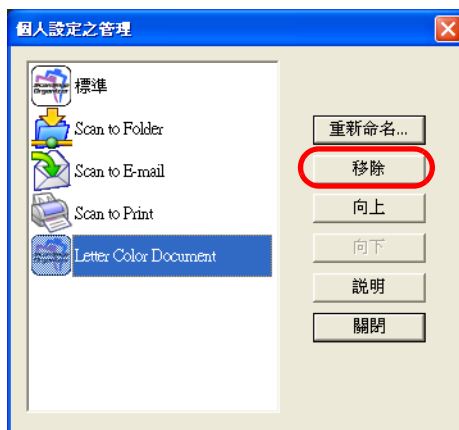 個人設定之管理
標準
Scan to Folder
Scan to E-mail
Scan to Print
Letter Color Document
重新命名...
移除
向上
向下
説明
關閉